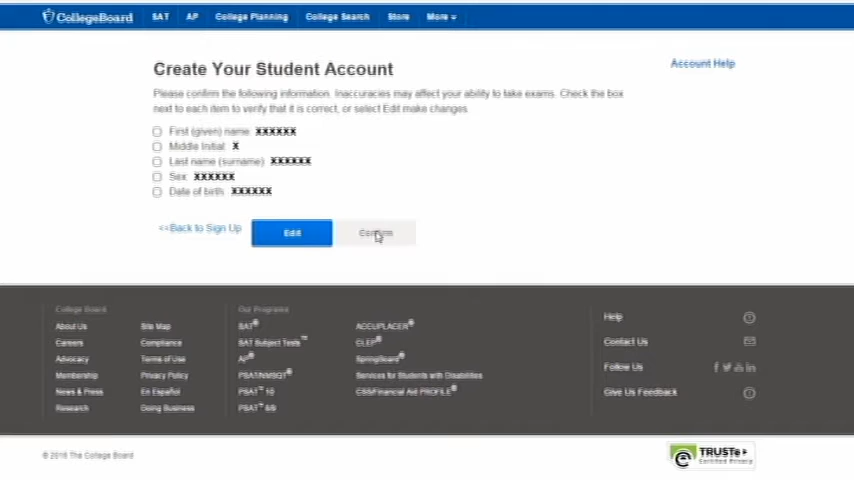 CollegeBoard SAT AP College Planning College Search Store More
Create Your Student Account
Account Help
Please confirm the following information. Inaccuracies may affect your ability to take exams. Check the box
next to each item to verify that it is correct, or select Edit make changes.
First (given) name XXXXXX
Middle Initial X
Last name (surname) XXXXXX
Sex XXXXXX
Date of birth XXXXXX
<<Back to Sign Up Edit Confirm
College Board
About Us
Careers
Advocacy
Membership
News & Press
Research
Site Map
Compliance
Terms of Use
Privacy Policy
En Español
Doing Business
Our Programs
SAT®
SAT Subject Tests™
AP®
PSAT/NMSQT®
PSAT™ 10
PSAT™ 8/9
ACCUPLACER®
CLEP®
SpringBoard®
Services for Students with Disabilities
CSS/Financial Aid PROFILE®
Help
Contact Us
Follow Us
Give Us Feedback
© 2016 The College Board
TRUSTe
Certified Privacy